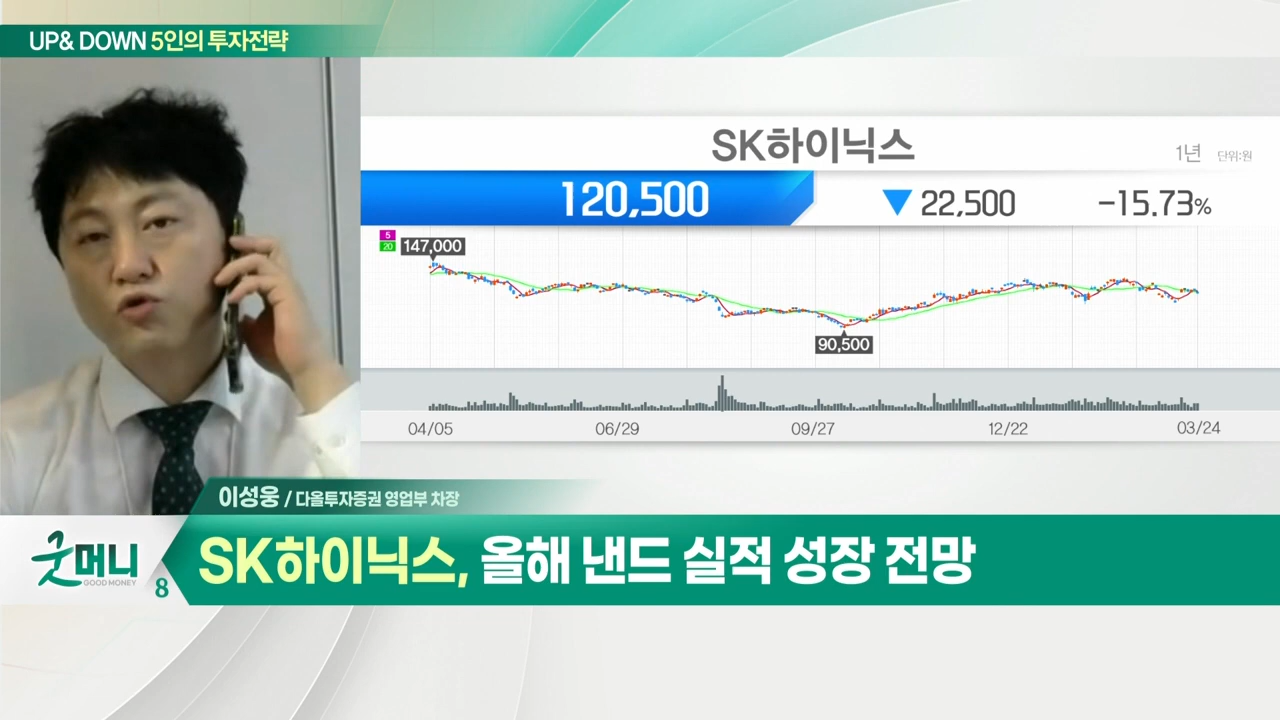 UP& DOWN 5인의 투자전략
SK하이닉스
1년 단위:원
120,500 ▼ 22,500 -15.73%
5
20
147,000
90,500
04/05 06/29 09/27 12/22 03/24
이성웅 / 다올투자증권 영업부 차장
굿머니
GOOD MONEY
8
SK하이닉스, 올해 낸드 실적 성장 전망